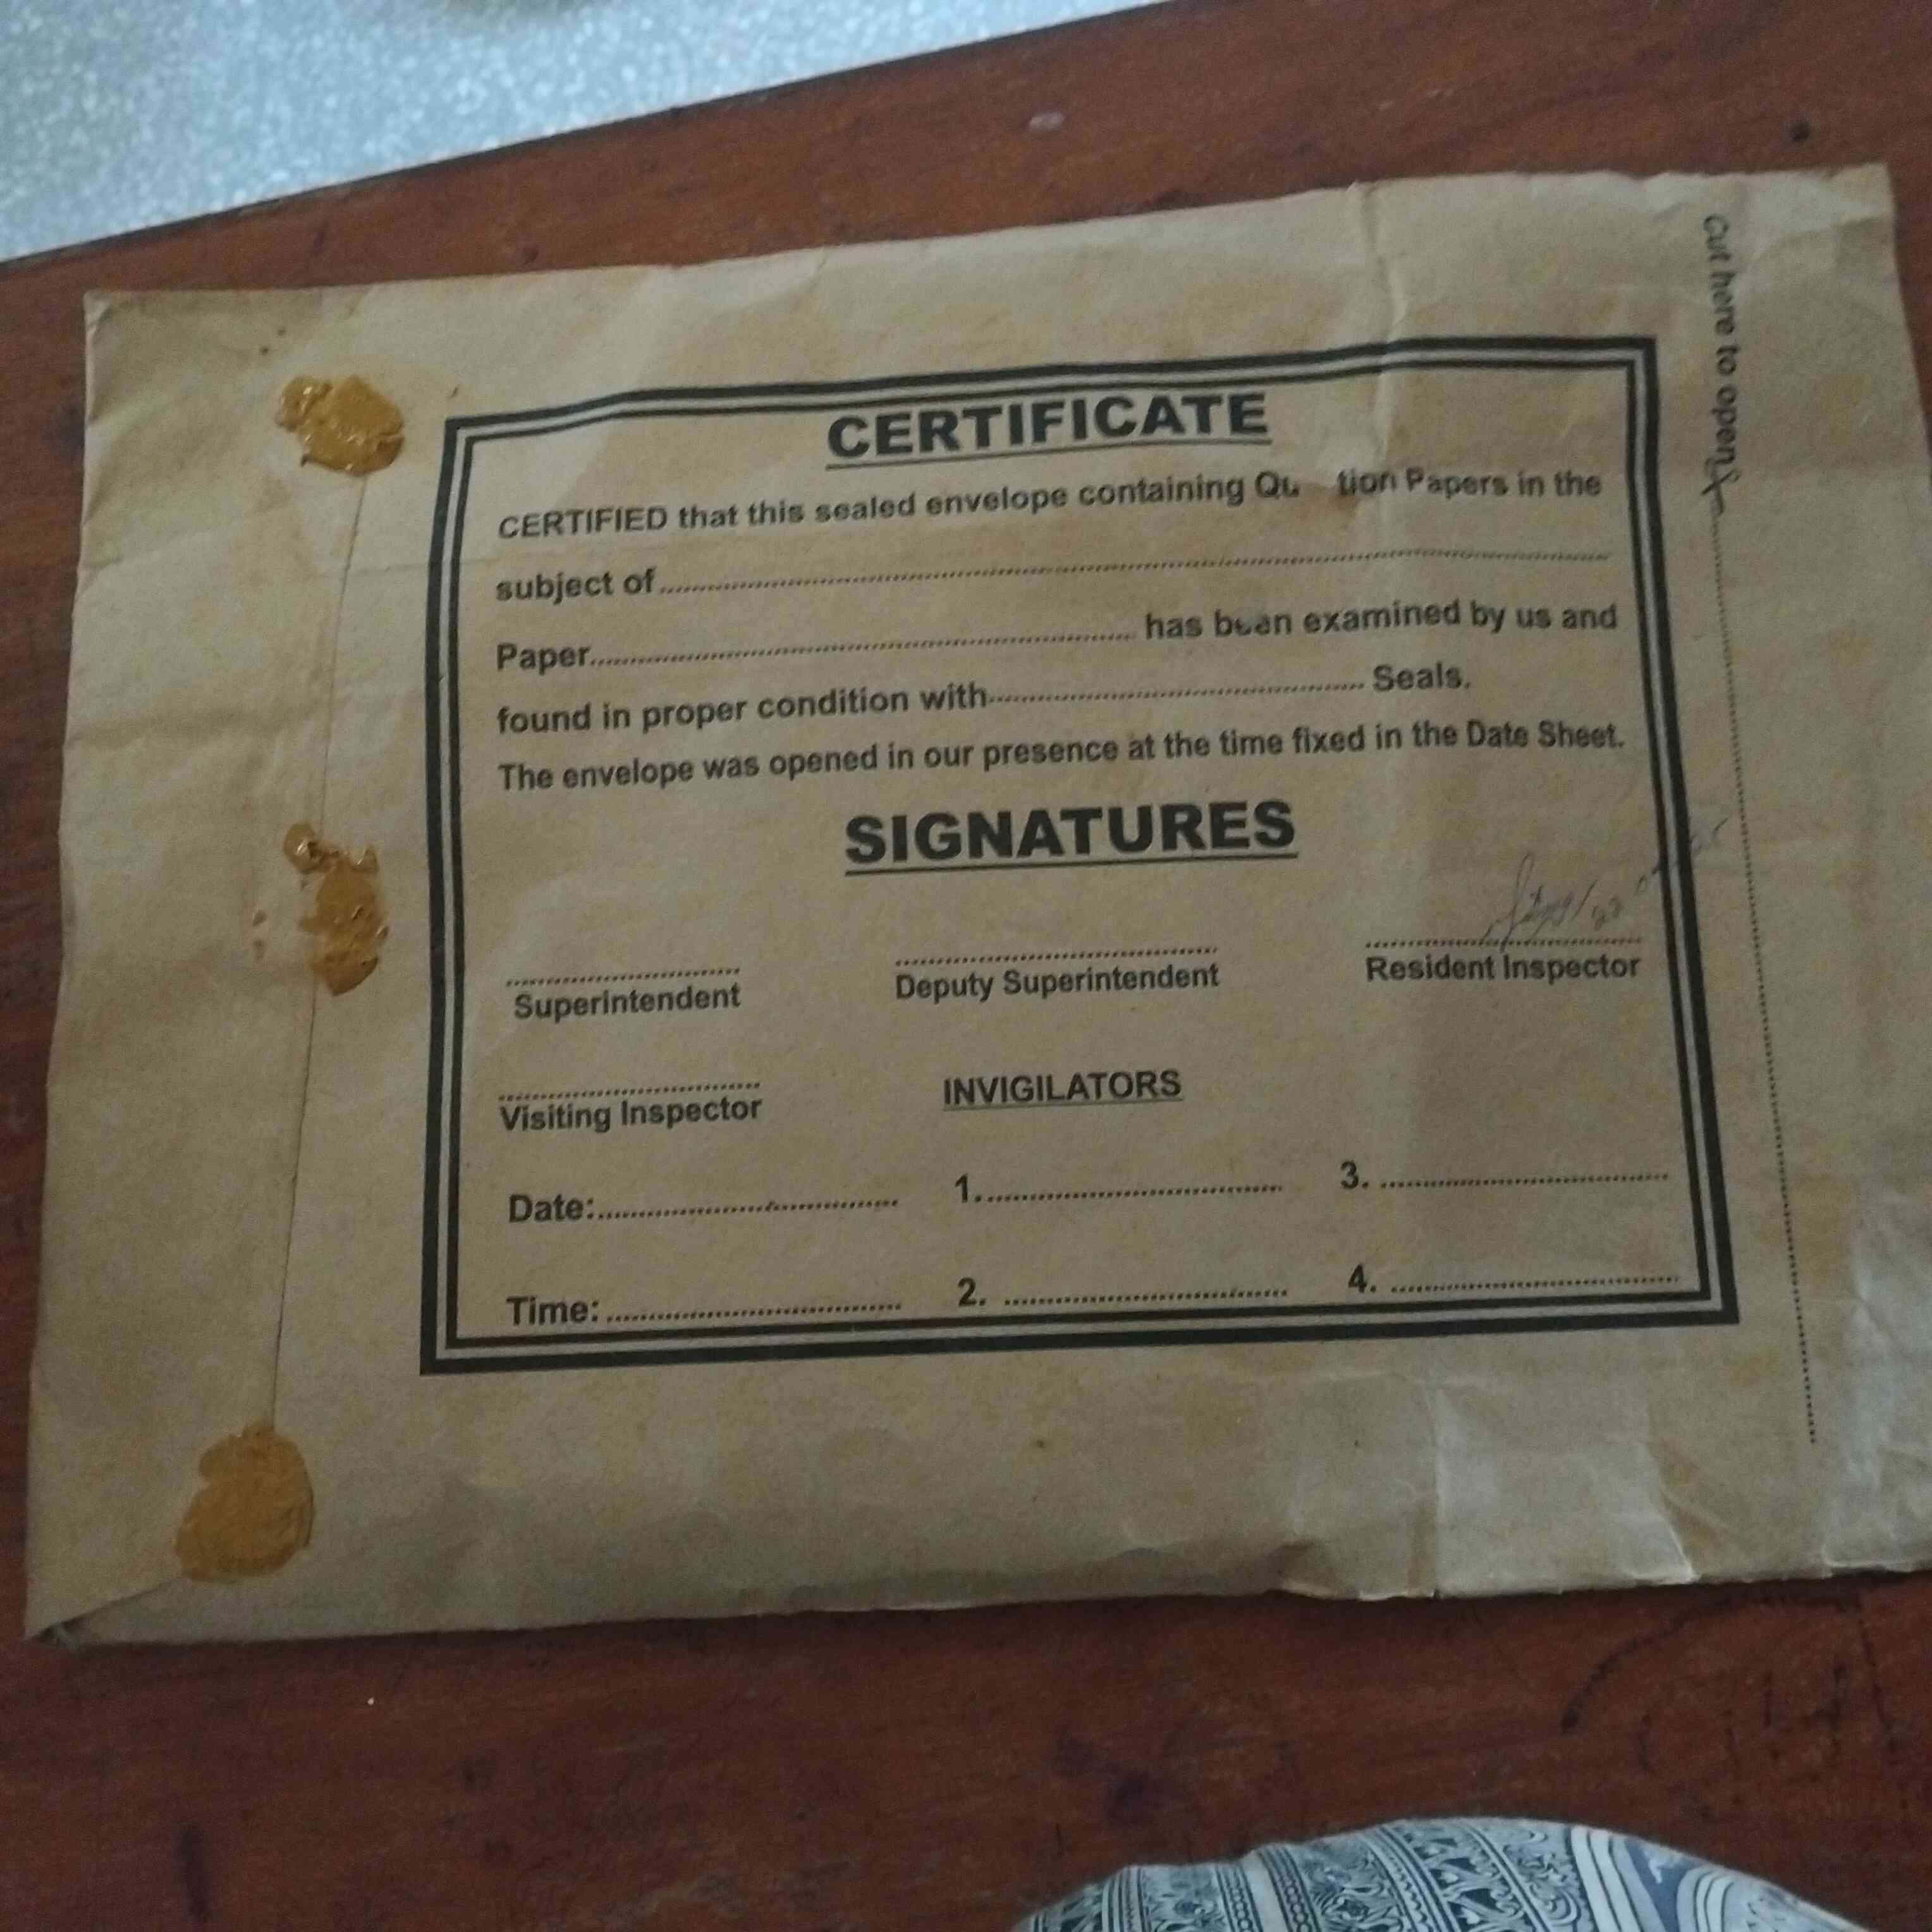 Cut here to open
CERTIFICATE
CERTIFIED that this sealed envelope containing Qu tion Papers in the
subject of
Paper has been examined by us and
found in proper condition with Seals.
The envelope was opened in our presence at the time fixed in the Date Sheet.
SIGNATURES
Superintendent Deputy Superintendent Resident Inspector
Visiting Inspector INVIGILATORS
Date: 1. 3.
Time: 2. 4.